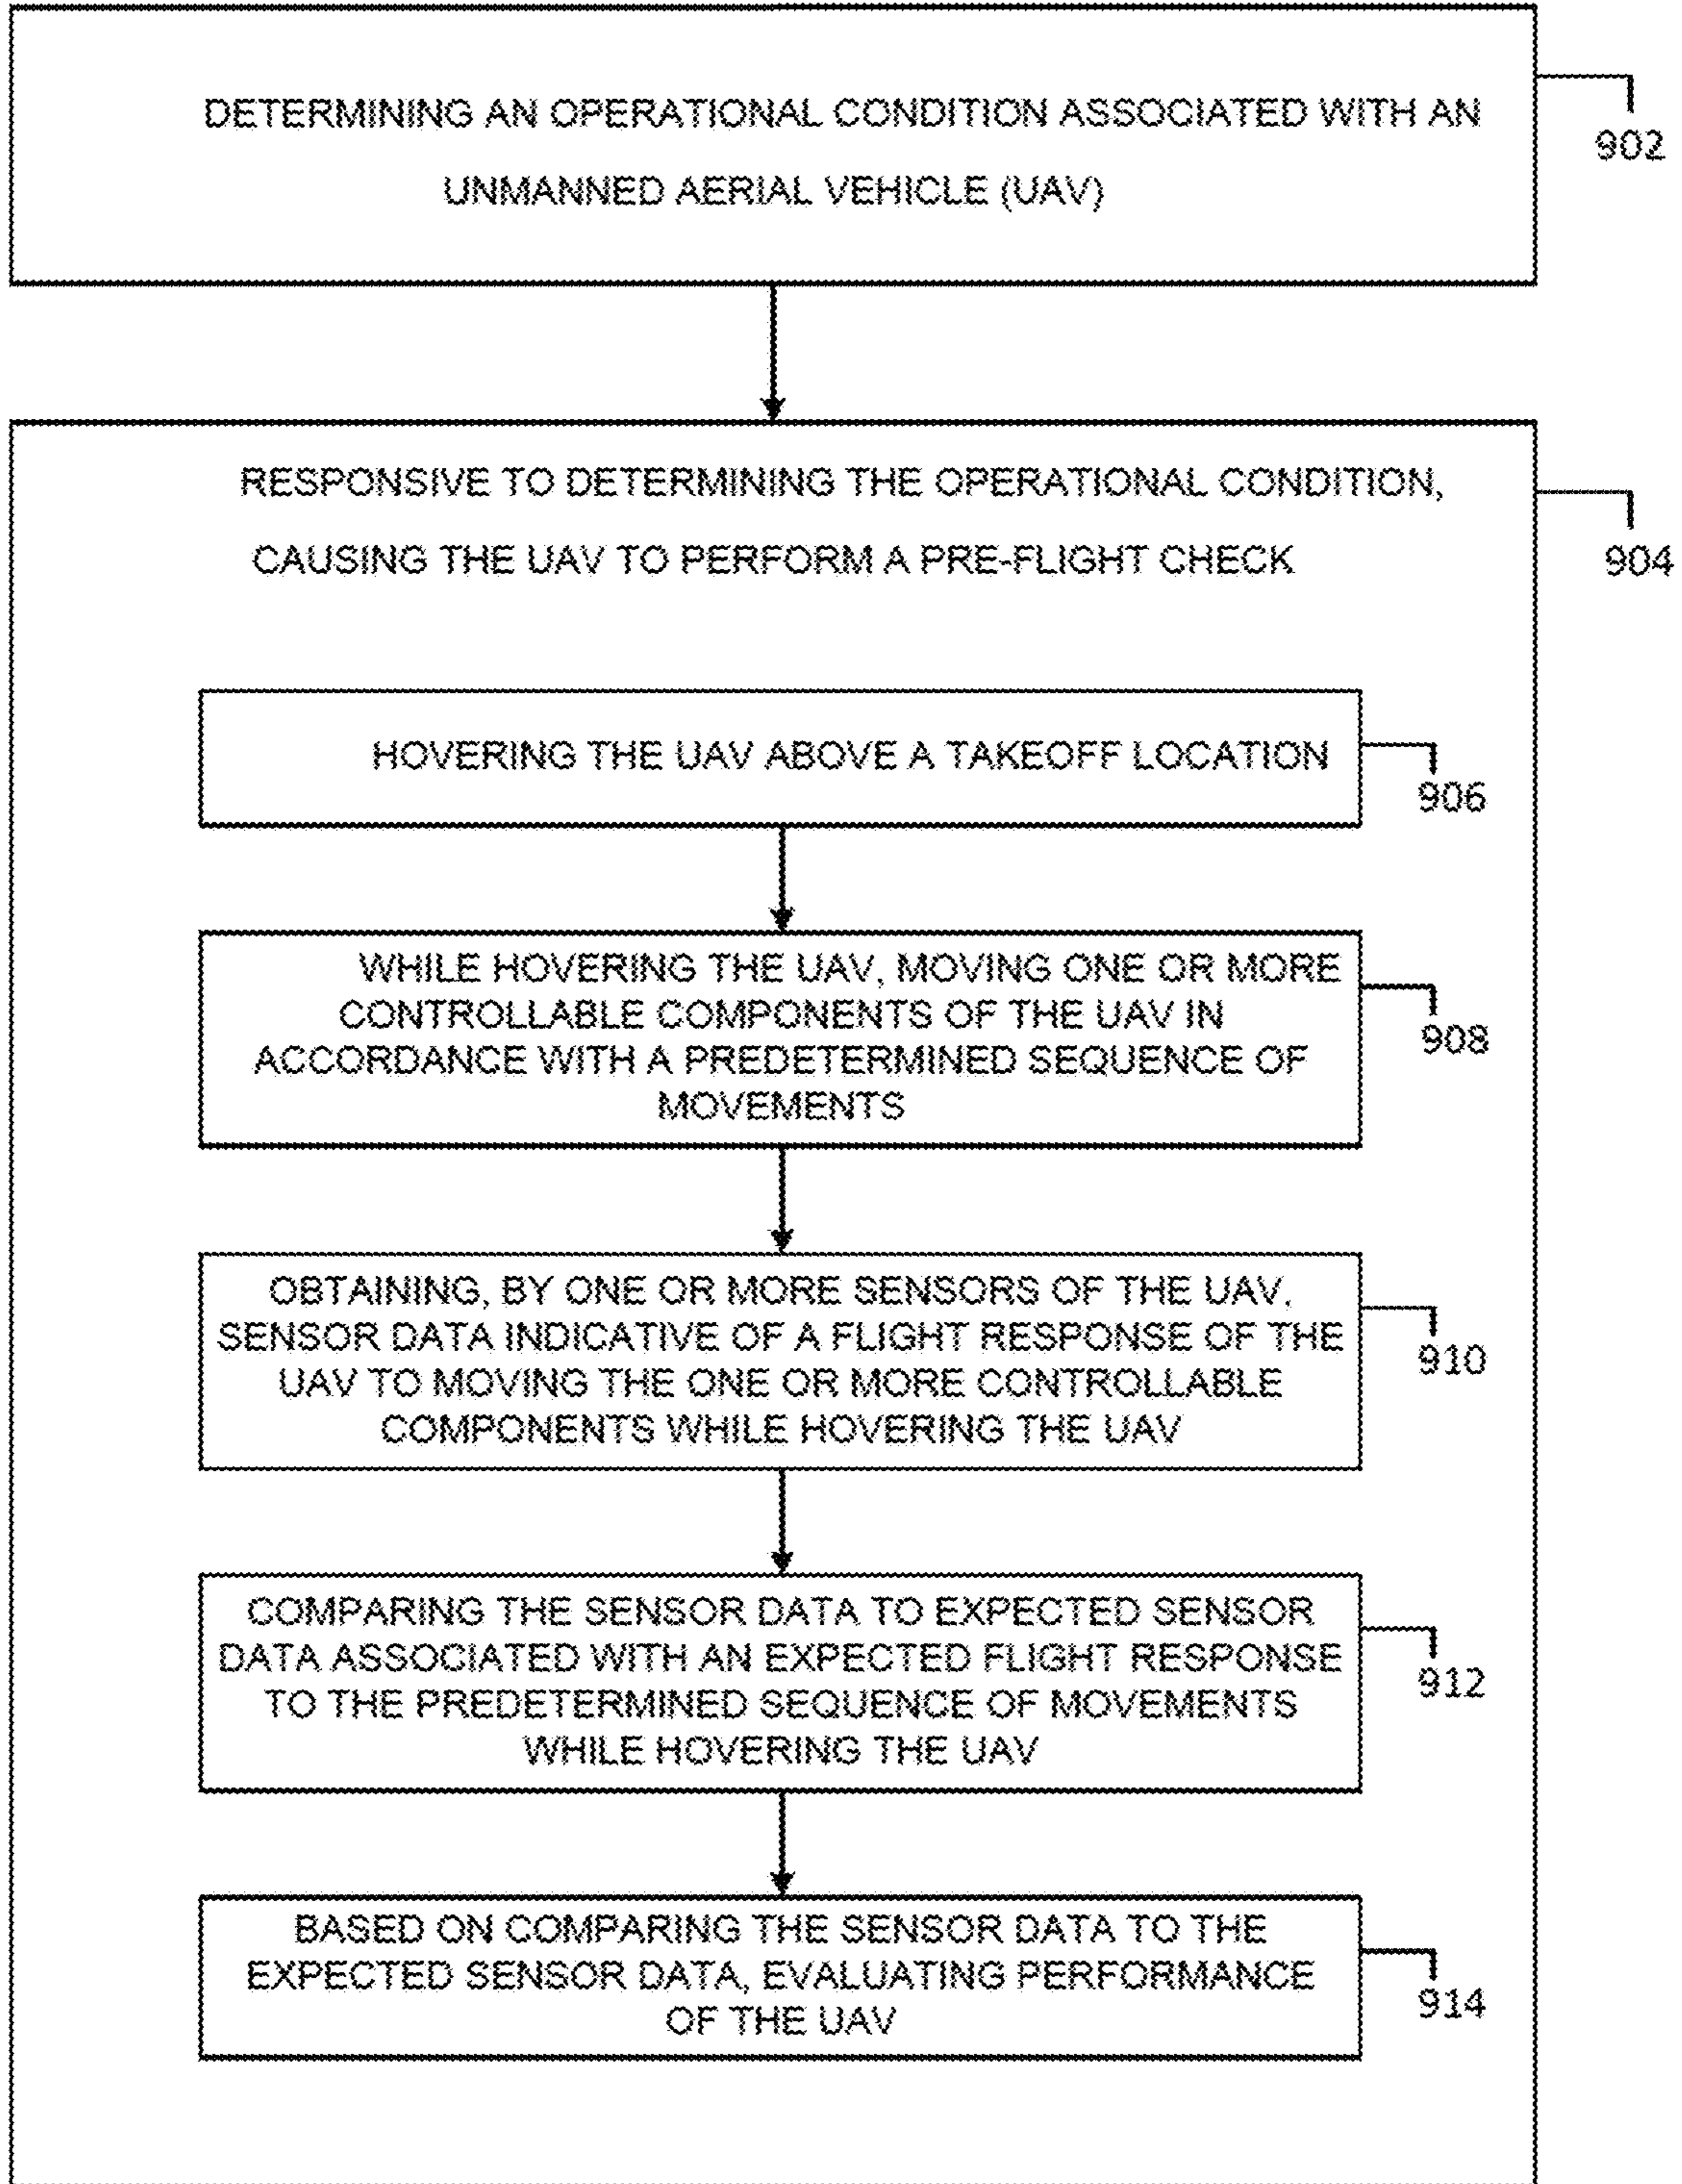 DETERMINING AN OPERATIONAL CONDITION ASSOCIATED WITH AN
UNMANNED AERIAL VEHICLE (UAV)
902
RESPONSIVE TO DETERMINING THE OPERATIONAL CONDITION,
CAUSING THE UAV TO PERFORM A PRE-FLIGHT CHECK
904
HOVERING THE UAV ABOVE A TAKEOFF LOCATION
906
WHILE HOVERING THE UAV, MOVING ONE OR MORE
CONTROLLABLE COMPONENTS OF THE UAV IN
ACCORDANCE WITH A PREDETERMINED SEQUENCE OF
MOVEMENTS
908
OBTAINING, BY ONE OR MORE SENSORS OF THE UAV,
SENSOR DATA INDICATIVE OF A FLIGHT RESPONSE OF THE
UAV TO MOVING THE ONE OR MORE CONTROLLABLE
COMPONENTS WHILE HOVERING THE UAV
910
COMPARING THE SENSOR DATA TO EXPECTED SENSOR
DATA ASSOCIATED WITH AN EXPECTED FLIGHT RESPONSE
TO THE PREDETERMINED SEQUENCE OF MOVEMENTS
WHILE HOVERING THE UAV
912
BASED ON COMPARING THE SENSOR DATA TO THE
EXPECTED SENSOR DATA, EVALUATING PERFORMANCE
OF THE UAV
914